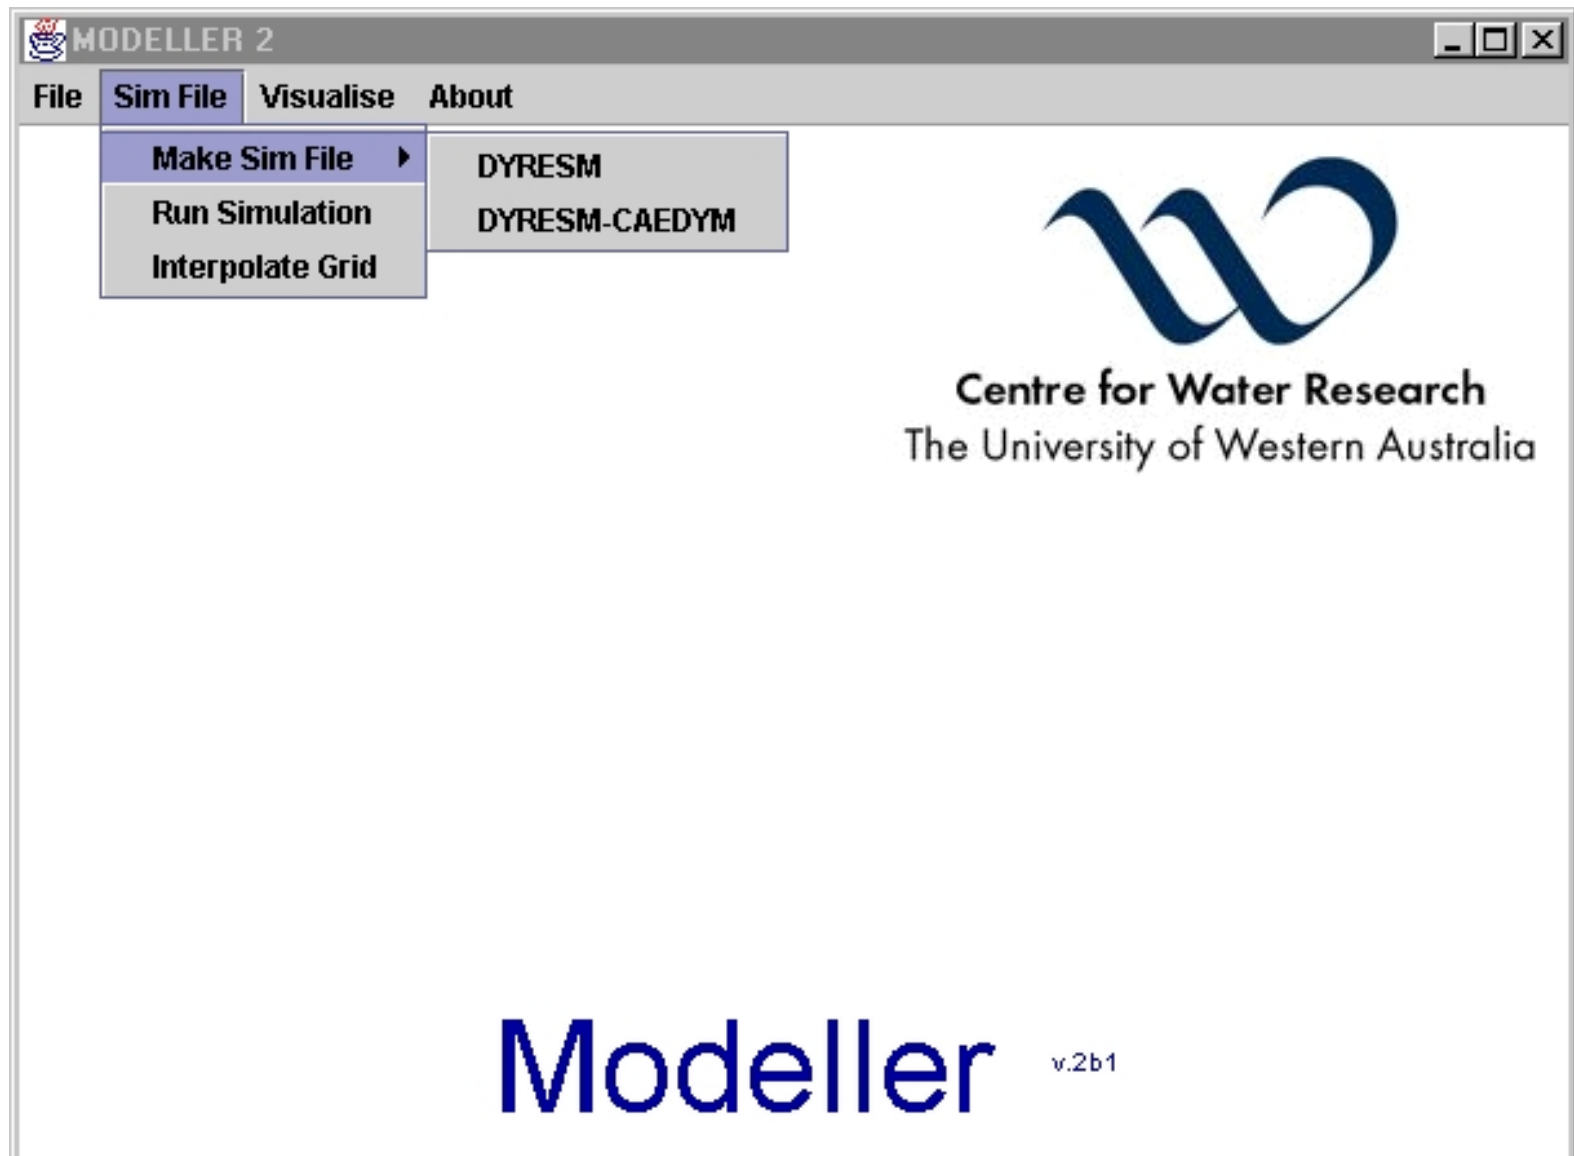 MODELLER 2
File Sim File Visualise About
Make Sim File
Run Simulation
Interpolate Grid
DYRESM
DYRESM-CAEDYM
Centre for Water Research
The University of Western Australia
Modeller v.2b1